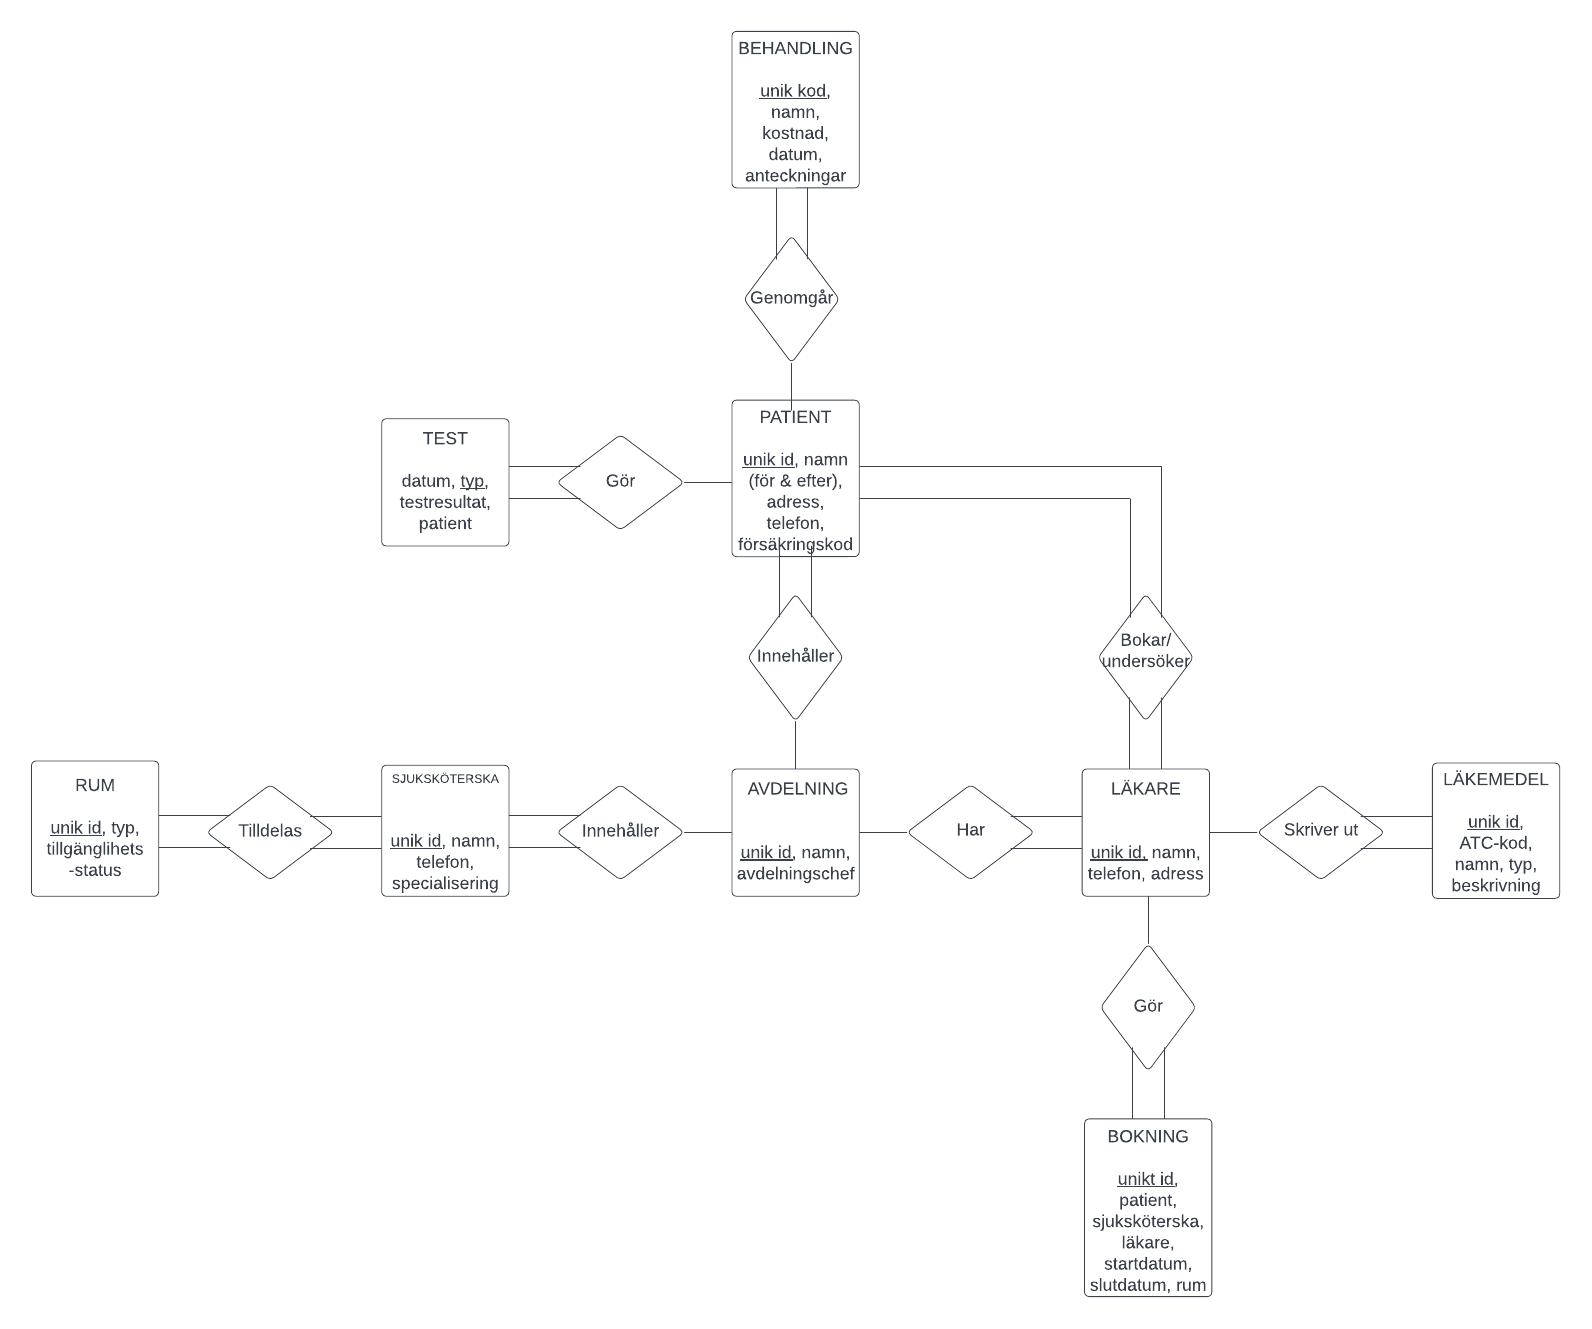 BEHANDLING
unik kod,
namn,
kostnad,
datum,
anteckningar
Genomgår
TEST
datum, typ,
testresultat,
patient
Gör
PATIENT
unik id, namn
(för & efter),
adress,
telefon,
försäkringskod
Innehåller
Bokar/
undersöker
RUM
unik id, typ,
tillgänglihets
-status
Tilldelas
SJUKSKÖTERSKA
unik id, namn,
telefon,
specialisering
Innehåller
AVDELNING
unik id, namn,
avdelningschef
Har
LÄKARE
unik id, namn,
telefon, adress
Skriver ut
LÄKEMEDEL
unik id,
ATC-kod,
namn, typ,
beskrivning
Gör
BOKNING
unikt id,
patient,
sjuksköterska,
läkare,
startdatum,
slutdatum, rum